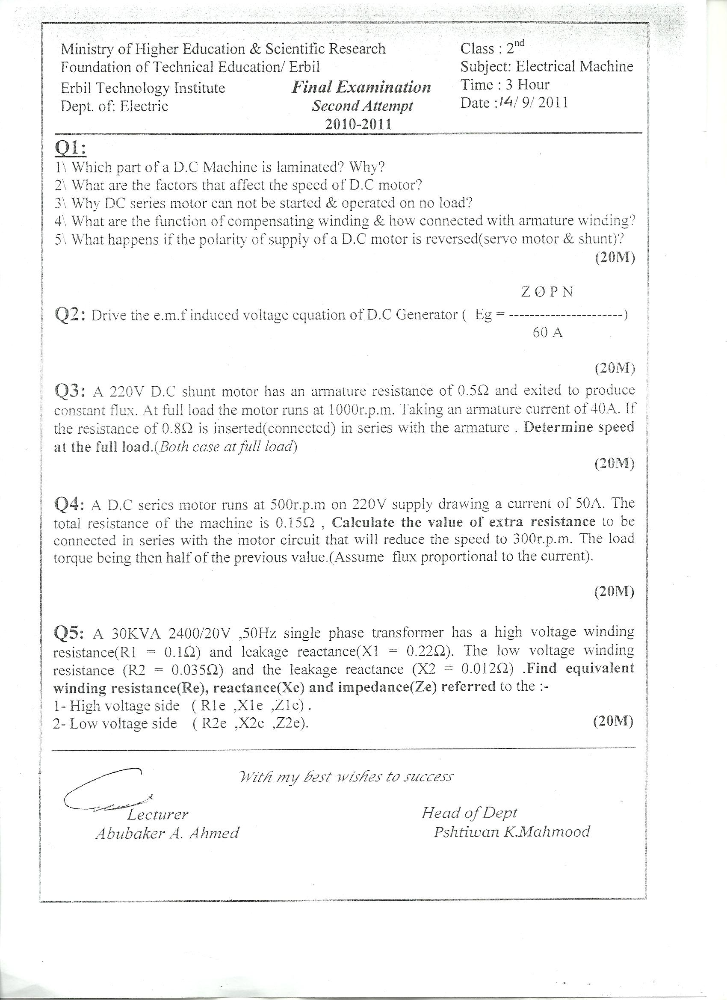 Ministry of Higher Education & Scientific Research
Class : 2nd
Foundation of Technical Education/ Erbil
Subject: Electrical Machine
Erbil Technology Institute
Final Examination
Time : 3 Hour
Dept. of: Electric
Second Attempt
Date :14/ 9/ 2011
2010-2011
Q1:
1\ Which part of a D.C Machine is laminated? Why?
2\ What are the factors that affect the speed of D.C motor?
3\ Why DC series motor can not be started & operated on no load?
4\ What are the function of compensating winding & how connected with armature winding?
5\ What happens if the polarity of supply of a D.C motor is reversed(servo motor & shunt)?
(20M)
Z Ø P N
Q2: Drive the e.m.f induced voltage equation of D.C Generator ( Eg = ----------------------)
60 A
(20M)
Q3: A 220V D.C shunt motor has an armature resistance of 0.5Ω and exited to produce
constant flux. At full load the motor runs at 1000r.p.m. Taking an armature current of 40A. If
the resistance of 0.8Ω is inserted(connected) in series with the armature . Determine speed
at the full load.(Both case at full load)
(20M)
Q4: A D.C series motor runs at 500r.p.m on 220V supply drawing a current of 50A. The
total resistance of the machine is 0.15Ω , Calculate the value of extra resistance to be
connected in series with the motor circuit that will reduce the speed to 300r.p.m. The load
torque being then half of the previous value.(Assume flux proportional to the current).
(20M)
Q5: A 30KVA 2400/20V ,50Hz single phase transformer has a high voltage winding
resistance(R1 = 0.1Ω) and leakage reactance(X1 = 0.22Ω). The low voltage winding
resistance (R2 = 0.035Ω) and the leakage reactance (X2 = 0.012Ω) .Find equivalent
winding resistance(Re), reactance(Xe) and impedance(Ze) referred to the :-
1- High voltage side ( R1e ,X1e ,Z1e) .
2- Low voltage side ( R2e ,X2e ,Z2e).
(20M)
With my best wishes to success
Lecturer
Head of Dept
Abubaker A. Ahmed
Pshtiwan K.Mahmood